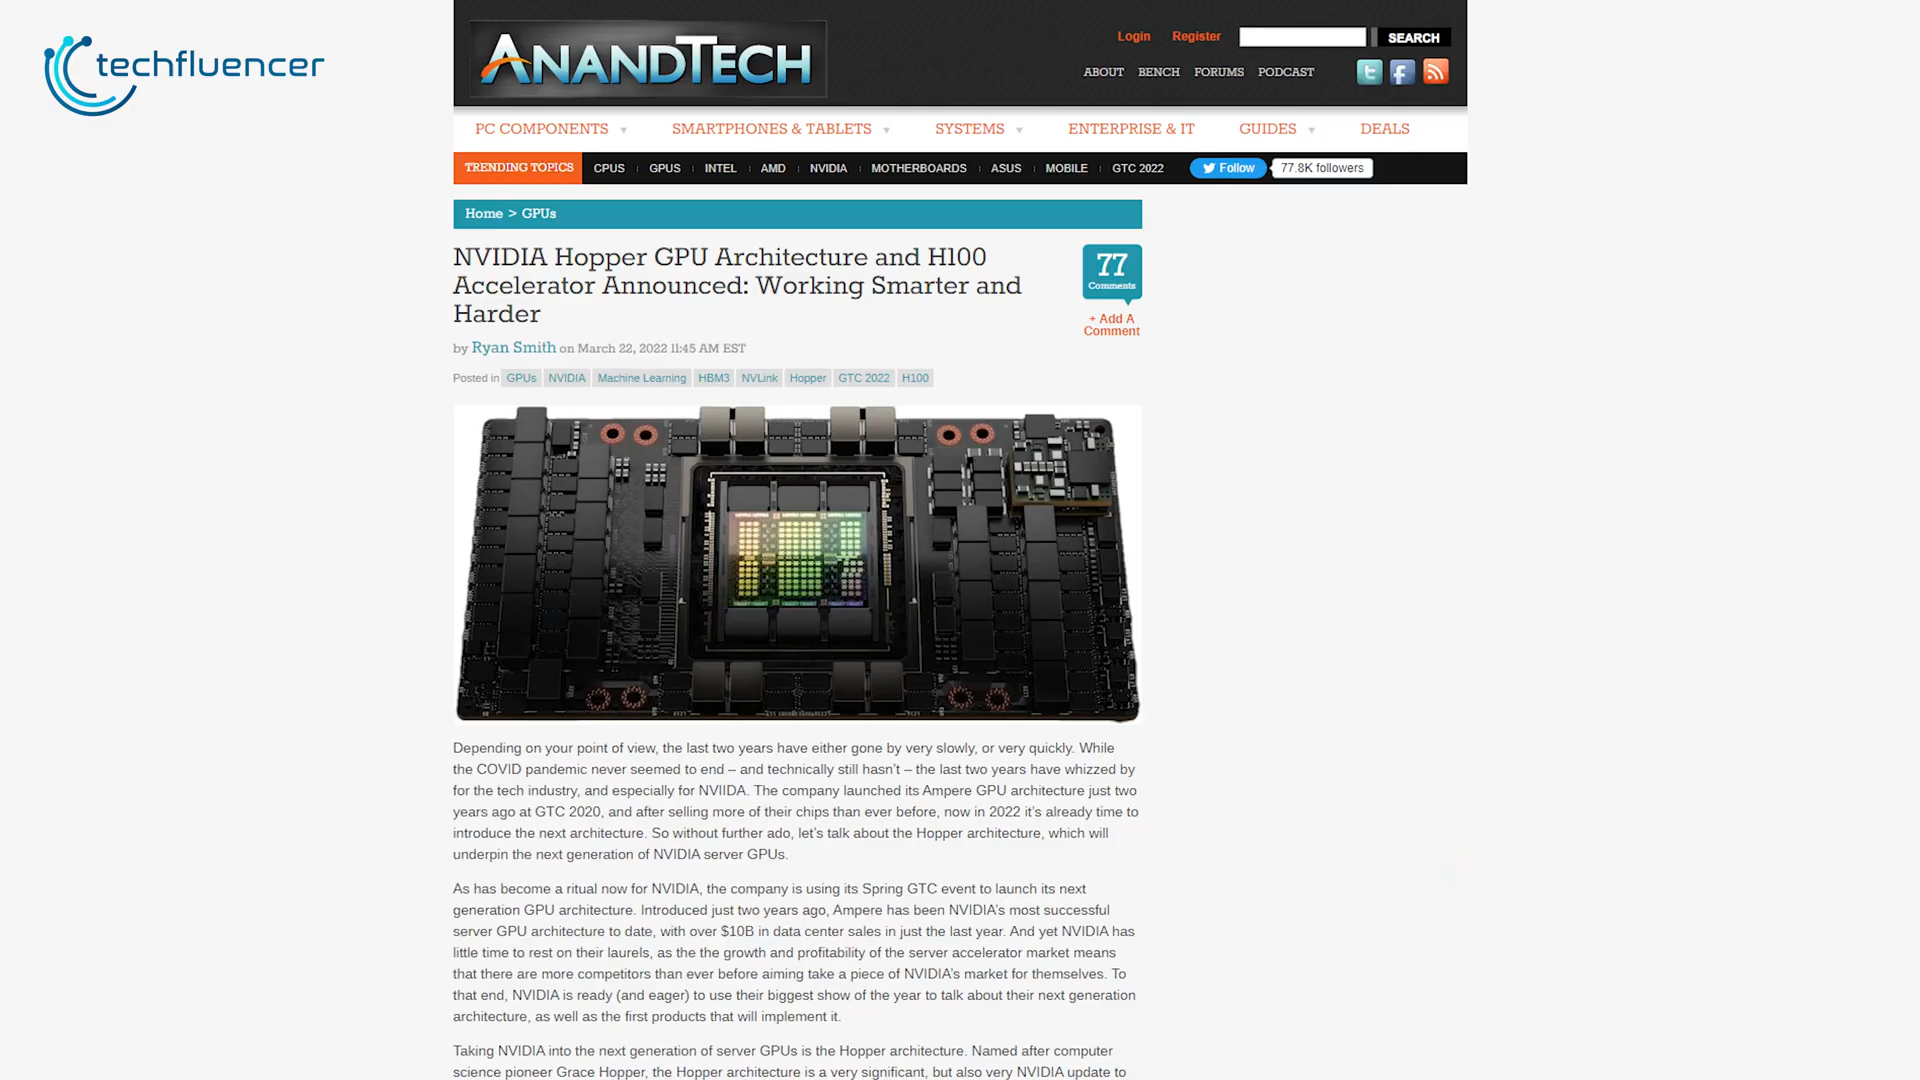 techfluencer
ANANDTECH
Login Register SEARCH
ABOUT BENCH FORUMS PODCAST
PC COMPONENTS SMARTPHONES & TABLETS SYSTEMS ENTERPRISE & IT GUIDES DEALS
TRENDING TOPICS CPUS GPUS INTEL AMD NVIDIA MOTHERBOARDS ASUS MOBILE GTC 2022 Follow 77.8K followers
Home > GPUs
NVIDIA Hopper GPU Architecture and H100
Accelerator Announced: Working Smarter and
Harder
77
Comments
+ Add A
Comment
by Ryan Smith on March 22, 2022 11:45 AM EST
Posted in GPUs NVIDIA Machine Learning HBM3 NVLink Hopper GTC 2022 H100
Depending on your point of view, the last two years have either gone by very slowly, or very quickly. While
the COVID pandemic never seemed to end – and technically still hasn't – the last two years have whizzed by
for the tech industry, and especially for NVIIDA. The company launched its Ampere GPU architecture just two
years ago at GTC 2020, and after selling more of their chips than ever before, now in 2022 it's already time to
introduce the next architecture. So without further ado, let's talk about the Hopper architecture, which will
underpin the next generation of NVIDIA server GPUs.
As has become a ritual now for NVIDIA, the company is using its Spring GTC event to launch its next
generation GPU architecture. Introduced just two years ago, Ampere has been NVIDIA's most successful
server GPU architecture to date, with over $10B in data center sales in just the last year. And yet NVIDIA has
little time to rest on their laurels, as the the growth and profitability of the server accelerator market means
that there are more competitors than ever before aiming take a piece of NVIDIA's market for themselves. To
that end, NVIDIA is ready (and eager) to use their biggest show of the year to talk about their next generation
architecture, as well as the first products that will implement it.
Taking NVIDIA into the next generation of server GPUs is the Hopper architecture. Named after computer
science pioneer Grace Hopper, the Hopper architecture is a very significant, but also very NVIDIA update to